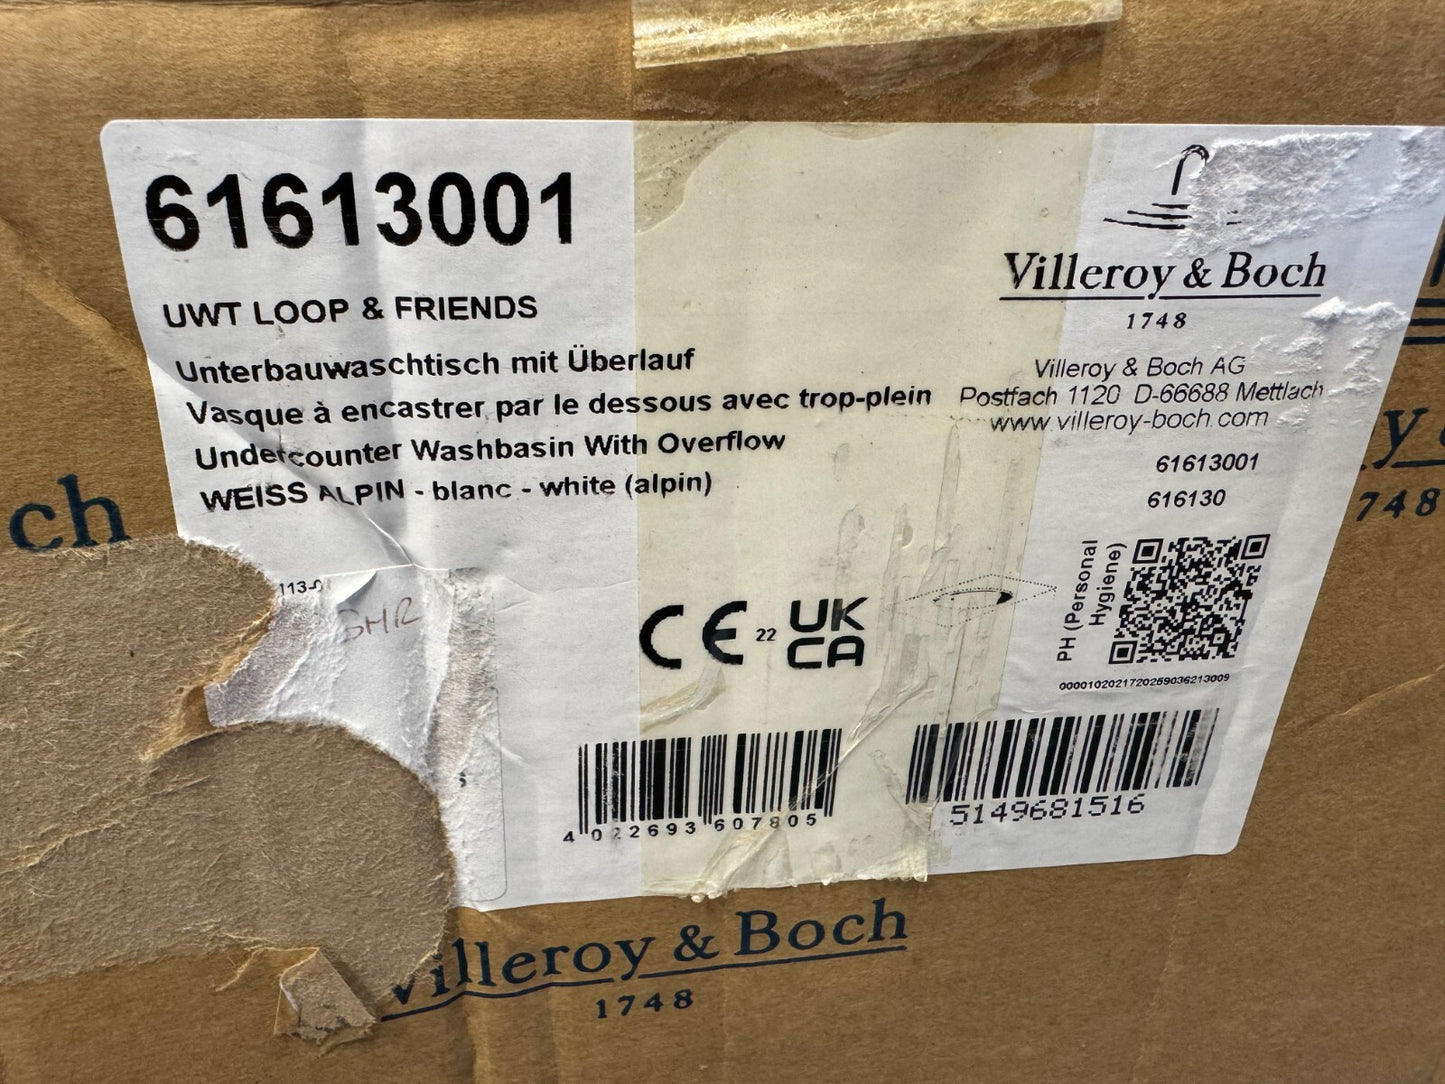 61613001
UWT LOOP & FRIENDS
Unterbauwaschtisch mit Überlauf
Vasque à encastrer par le dessous avec trop-plein
Undercounter Washbasin With Overflow
WEISS ALPIN - blanc - white (alpin)
Villeroy & Boch
1748
Villeroy & Boch AG
Postfach 1120 D-66688 Mettlach
www.villeroy-boch.com
61613001
616130
PH (Personal
Hygiene)
0000102021720259036213009
CE 22 UK
CA
4 022693 607805
5149681516
ch
Villeroy & Boch
1748
y
748